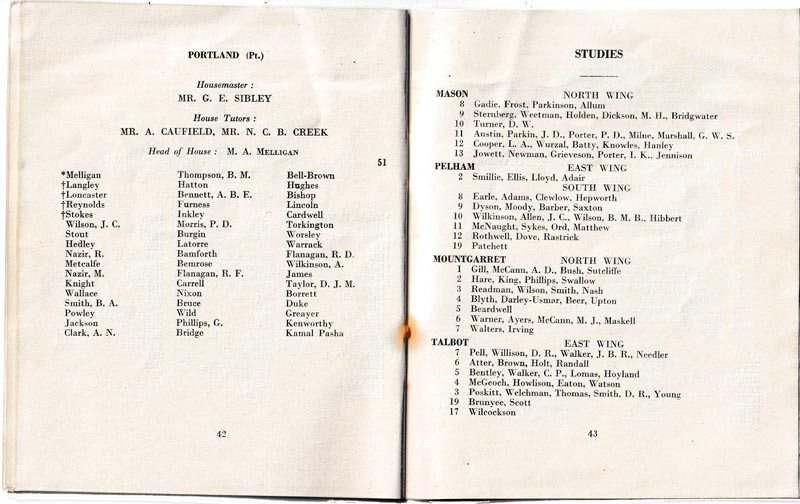 PORTLAND (Pt.)
Housemaster :
MR. G. E. SIBLEY
House Tutors :
MR. A. CAUFIELD, MR. N. C. B. CREEK
Head of House : M. A. MELLIGAN
51
*Melligan Thompson, B. M. Bell-Brown
†Langley Hatton Hughes
†Loncaster Bennett, A. B. E. Bishop
†Reynolds Furness Lincoln
†Stokes Inkley Cardwell
Wilson, J. C. Morris, P. D. Torkington
Stout Burgin Worsley
Hedley Latorre Warrack
Nazir, R. Bamforth Flanagan, R. D.
Metcalfe Bemrose Wilkinson, A.
Nazir, M. Flanagan, R. F. James
Knight Carrell Taylor, D. J. M.
Wallace Nixon Borrett
Smith, B. A. Bruce Duke
Powley Wild Greayer
Jackson Phillips, G. Kenworthy
Clark, A. N. Bridge Kamal Pasha
42
STUDIES
MASON NORTH WING
8 Gadie, Frost, Parkinson, Allum
9 Sternberg, Weetman, Holden, Dickson, M. H., Bridgwater
10 Turner, D. W.
11 Austin, Parkin, J. D., Porter, P. D., Milne, Marshall, G. W. S.
12 Cooper, L. A., Wurzal, Batty, Knowles, Hanley
13 Jowett, Newman, Grieveson, Porter, I. K., Jennison
PELHAM EAST WING
2 Smillie, Ellis, Lloyd, Adair
SOUTH WING
8 Earle, Adams, Clewlow, Hepworth
9 Dyson, Moody, Barber, Saxton
10 Wilkinson, Allen, J. C., Wilson, B. M. B., Hibbert
11 McNaught, Sykes, Ord, Matthew
12 Rothwell, Dove, Rastrick
19 Patchett
MOUNTGARRET NORTH WING
1 Gill, McCann, A. D., Bush, Sutcliffe
2 Hare, King, Phillips, Swallow
3 Readman, Wilson, Smith, Nash
4 Blyth, Darley-Usmar, Beer, Upton
5 Beardwell
6 Warner, Ayers, McCann, M. J., Maskell
7 Walters, Irving
TALBOT EAST WING
7 Pell, Willison, D. R., Walker, J. B. R., Needler
6 Atter, Brown, Holt, Randall
5 Bentley, Walker, C. P., Lomas, Hoyland
4 McGeoch, Howlison, Eaton, Watson
3 Poskitt, Welchman, Thomas, Smith, D. R., Young
19 Brunyee, Scott
17 Wilcockson
43